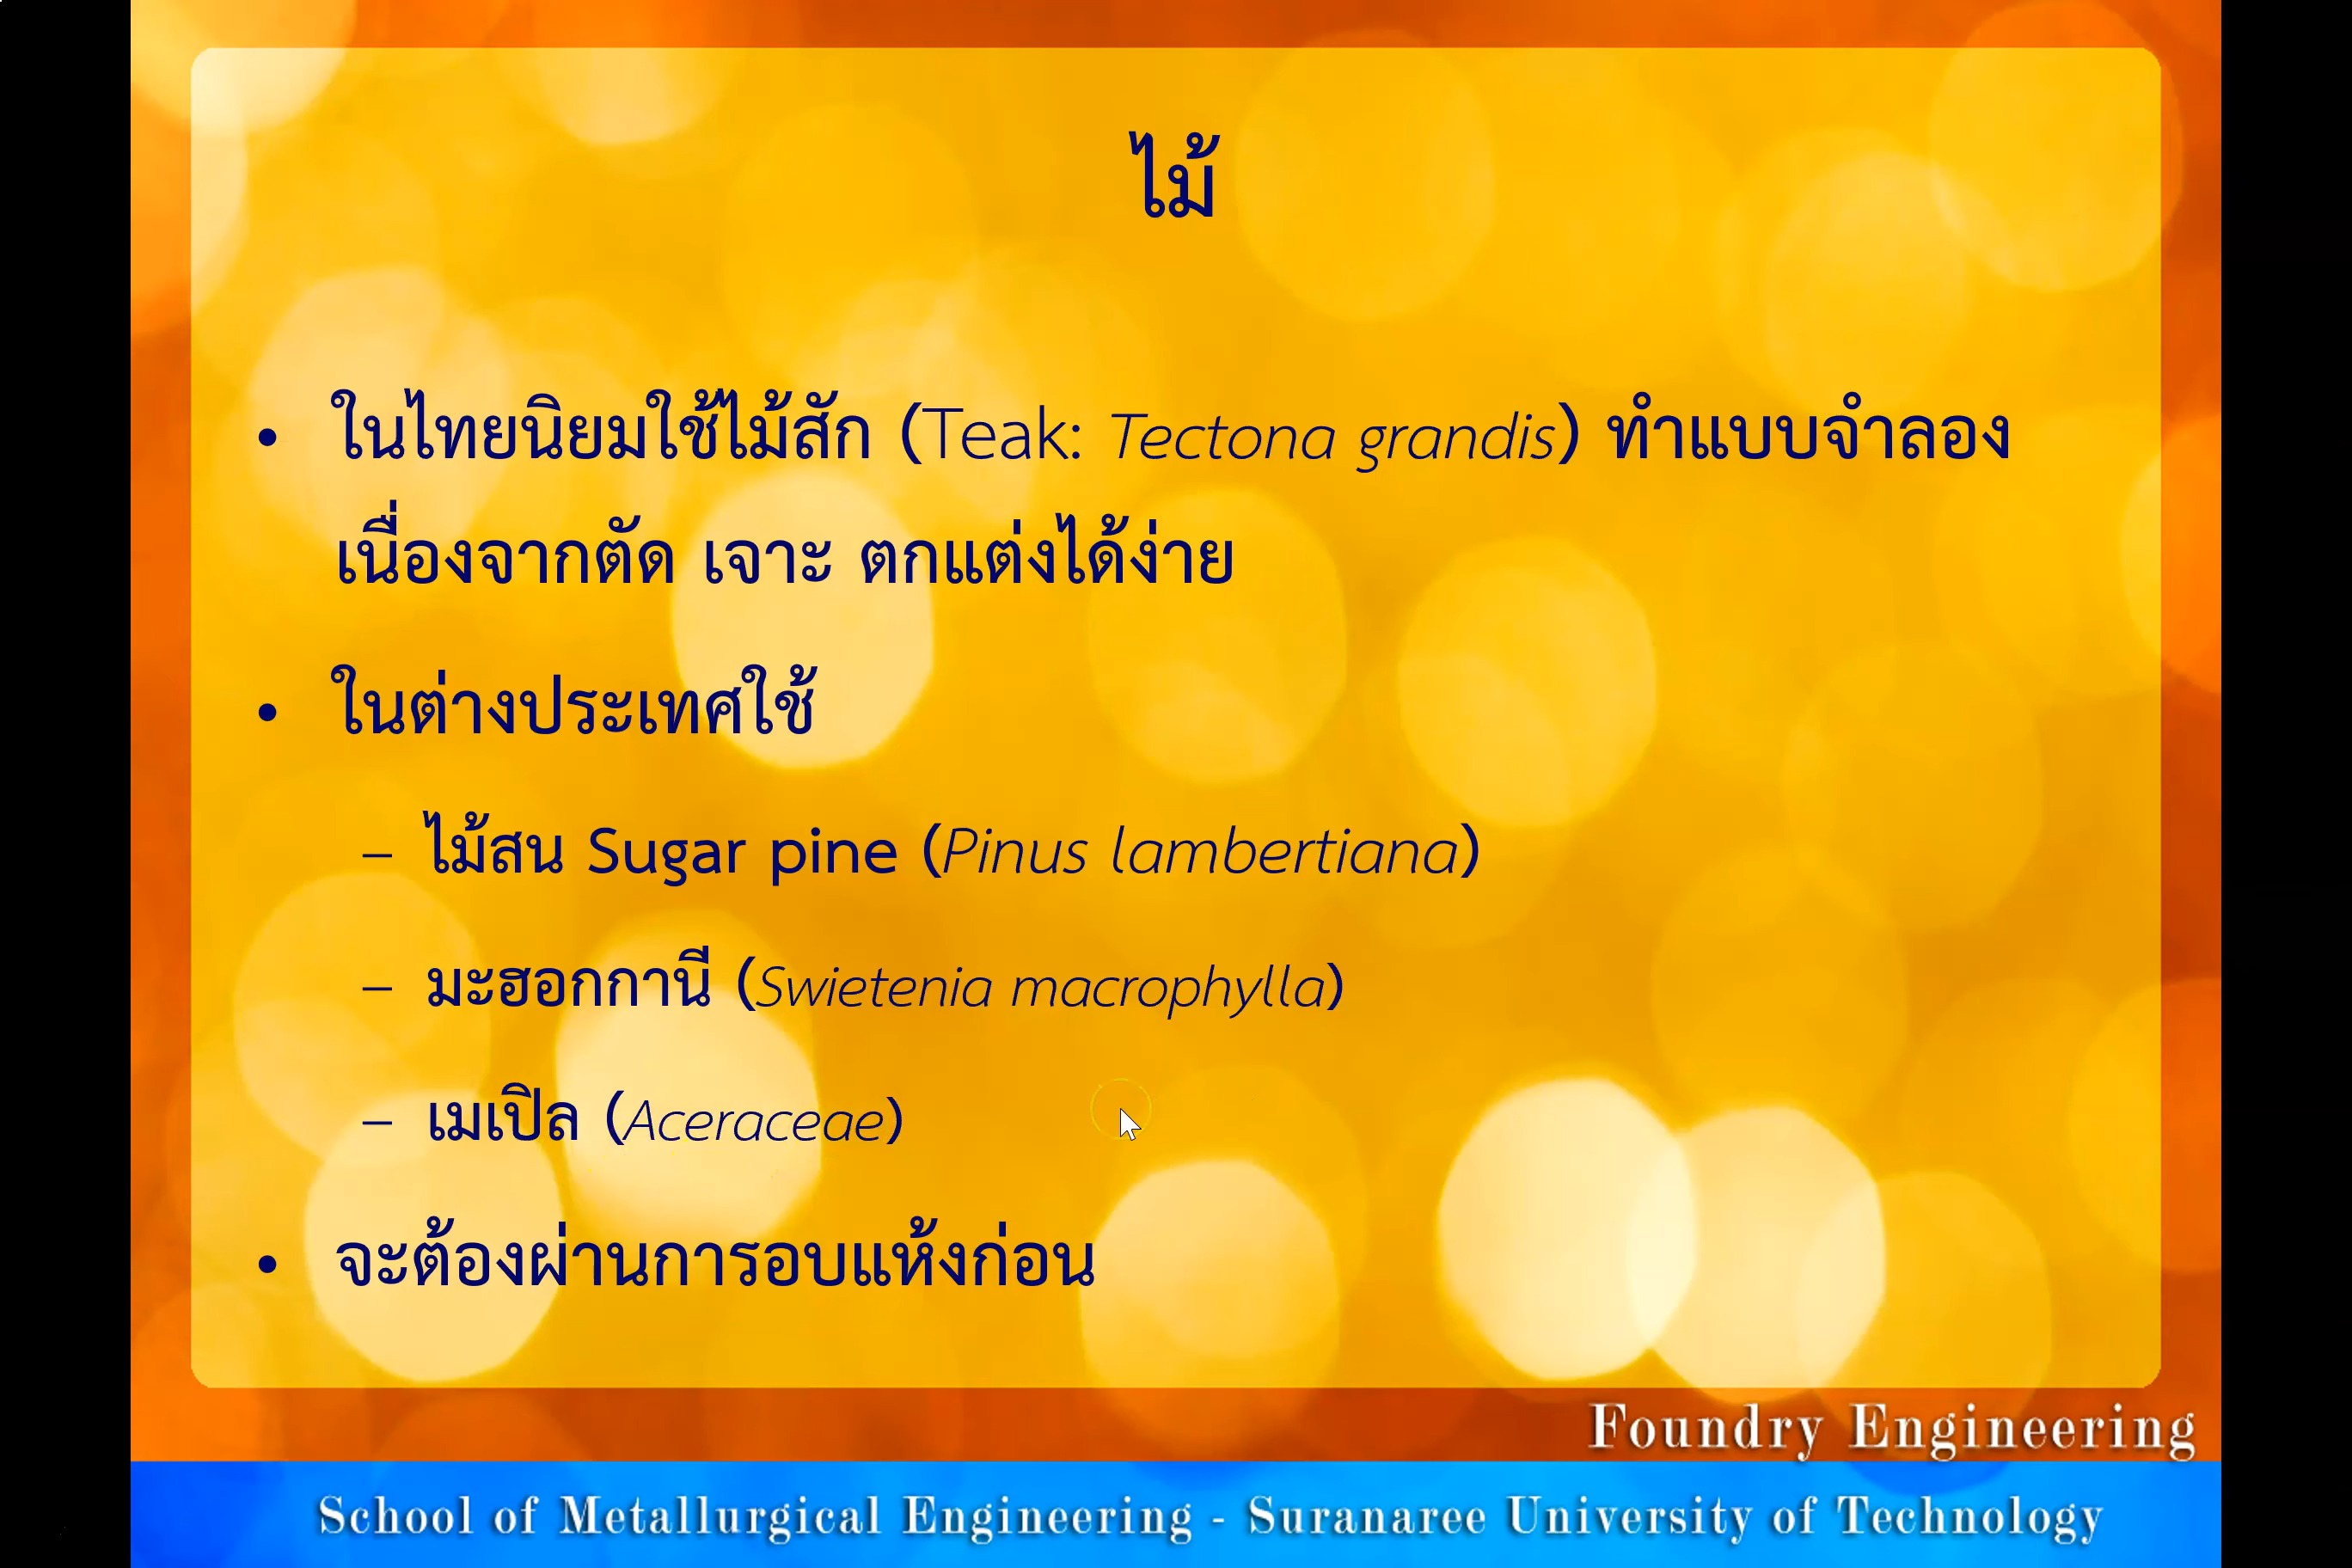 ไม้
• ในไทยนิยมใช้ไม้สัก (Teak: Tectona grandis) ทำแบบจำลอง
เนื่องจากตัด เจาะ ตกแต่งได้ง่าย
• ในต่างประเทศใช้
– ไม้สน Sugar pine (Pinus lambertiana)
– มะฮอกกานี (Swietenia macrophylla)
– เมเปิล (Aceraceae)
• จะต้องผ่านการอบแห้งก่อน
Foundry Engineering
School of Metallurgical Engineering - Suranaree University of Technology